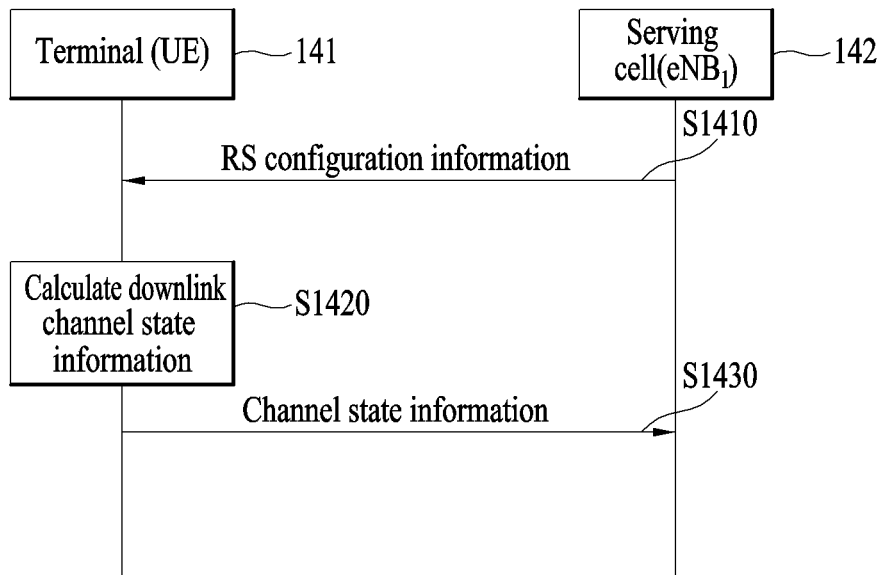 Terminal (UE)
141
Serving
cell(eNB₁)
142
S1410
RS configuration information
Calculate downlink
channel state
information
S1420
S1430
Channel state information